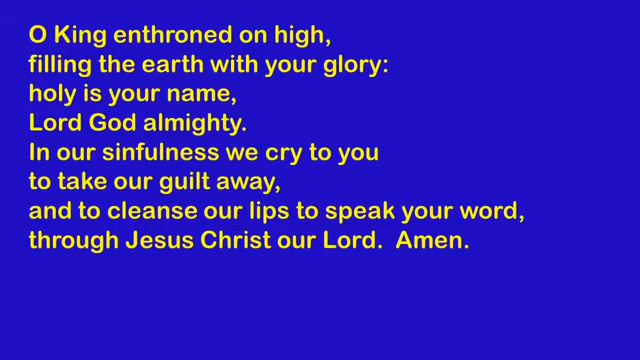 O King enthroned on high,
filling the earth with your glory:
holy is your name,
Lord God almighty.
In our sinfulness we cry to you
to take our guilt away,
and to cleanse our lips to speak your word,
through Jesus Christ our Lord.  Amen.